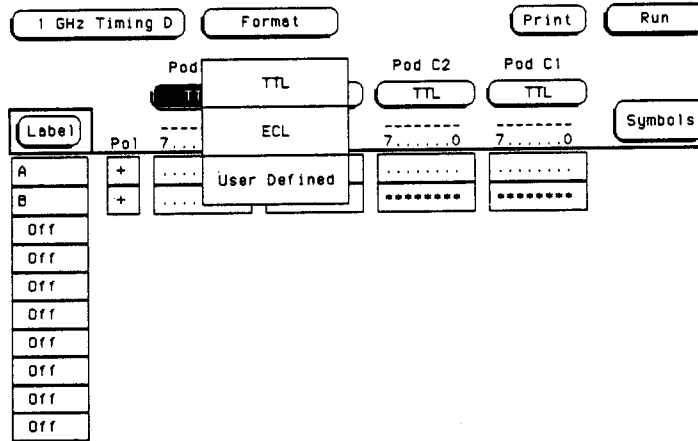 1 GHz Timing D Format Print Run
Pod Pod C2 Pod C1
TTL TTL TTL
ECL
Label Pol 7......0 7......0 Symbols
User Defined
A + ........ ........
B + ******** ********
Off
Off
Off
Off
Off
Off
Off
Off